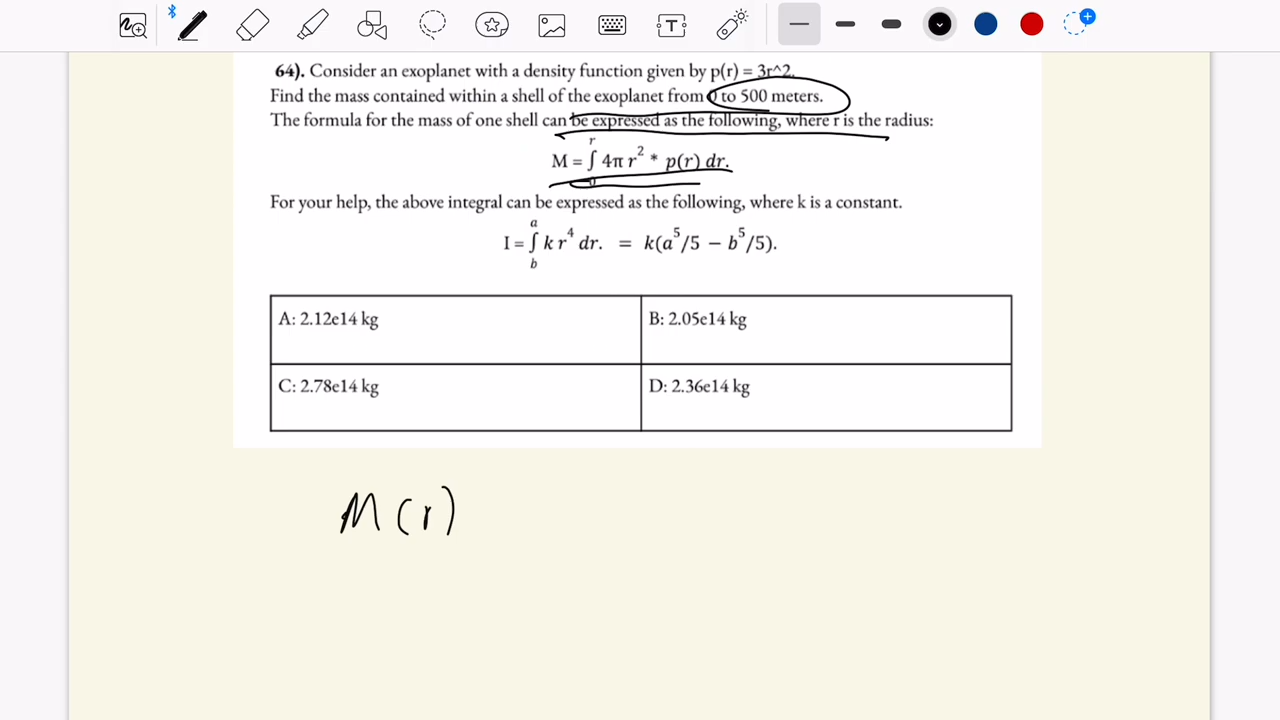 64). Consider an exoplanet with a density function given by p(r) = 3r^2.
Find the mass contained within a shell of the exoplanet from 0 to 500 meters.
The formula for the mass of one shell can be expressed as the following, where r is the radius:
r
M = ∫ 4π r² * p(r) dr.
0
For your help, the above integral can be expressed as the following, where k is a constant.
a
I = ∫ k r⁴ dr. = k(a⁵/5 − b⁵/5).
b
A: 2.12e14 kg
B: 2.05e14 kg
C: 2.78e14 kg
D: 2.36e14 kg
M(r)